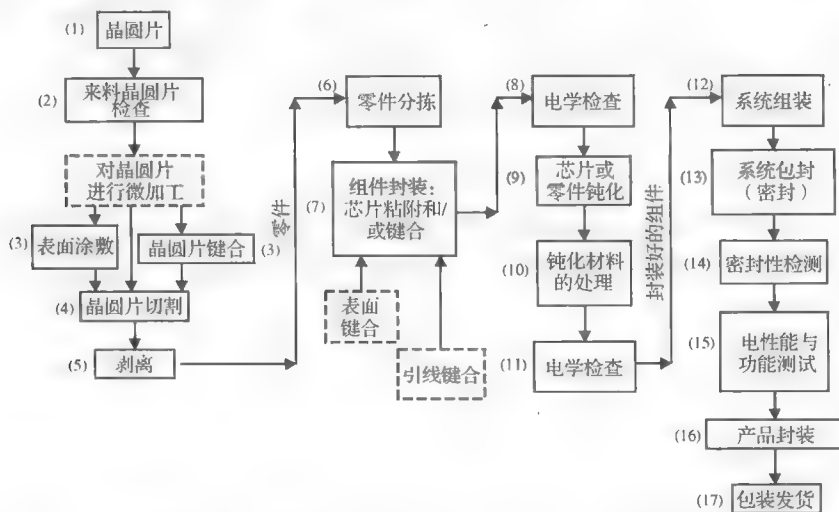 (1) 晶圆片
(2) 来料晶圆片
检查
对晶圆片
进行微加工
(3) 表面涂敷
晶圆片键合 (3)
(4) 晶圆片切割
(5) 剥离
零件
(6) 零件分拣
(7) 组件封装:
芯片粘附和/
或键合
表面
键合
引线键合
(8) 电学检查
(9) 芯片或
零件钝化
(10) 钝化材料
的处理
(11) 电学检查
封装好的组件
(12) 系统组装
(13) 系统包封
(密封)
(14) 密封性检测
(15) 电性能与
功能测试
(16) 产品封装
(17) 包装发货